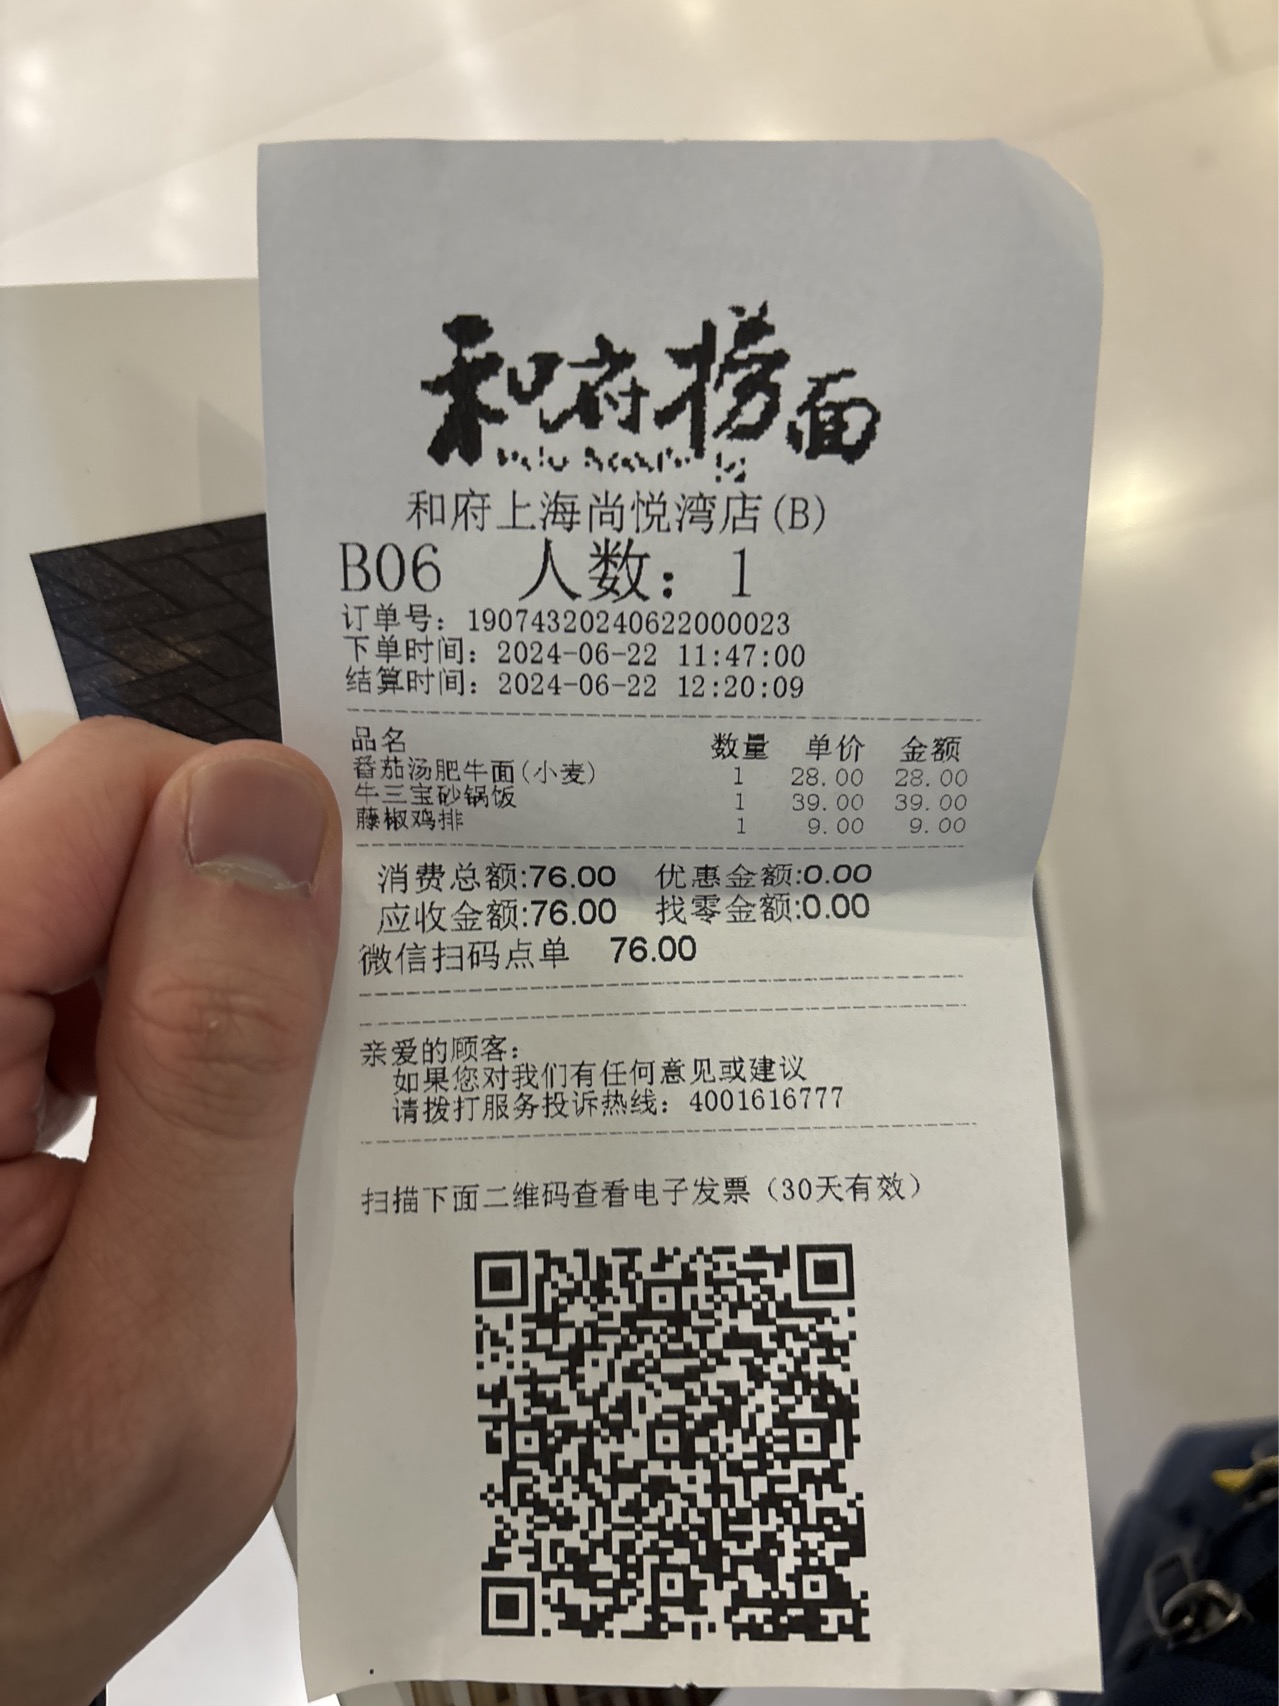 和府捞面
和府上海尚悦湾店(B)
B06 人数: 1
订单号: 19074320240622000023
下单时间: 2024-06-22 11:47:00
结算时间: 2024-06-22 12:20:09
品名 数量 单价 金额
番茄汤肥牛面(小麦) 1 28.00 28.00
牛三宝砂锅饭 1 39.00 39.00
藤椒鸡排 1 9.00 9.00
消费总额:76.00 优惠金额:0.00
应收金额:76.00 找零金额:0.00
微信扫码点单 76.00
亲爱的顾客:
如果您对我们有任何意见或建议
请拨打服务投诉热线: 4001616777
扫描下面二维码查看电子发票（30天有效）